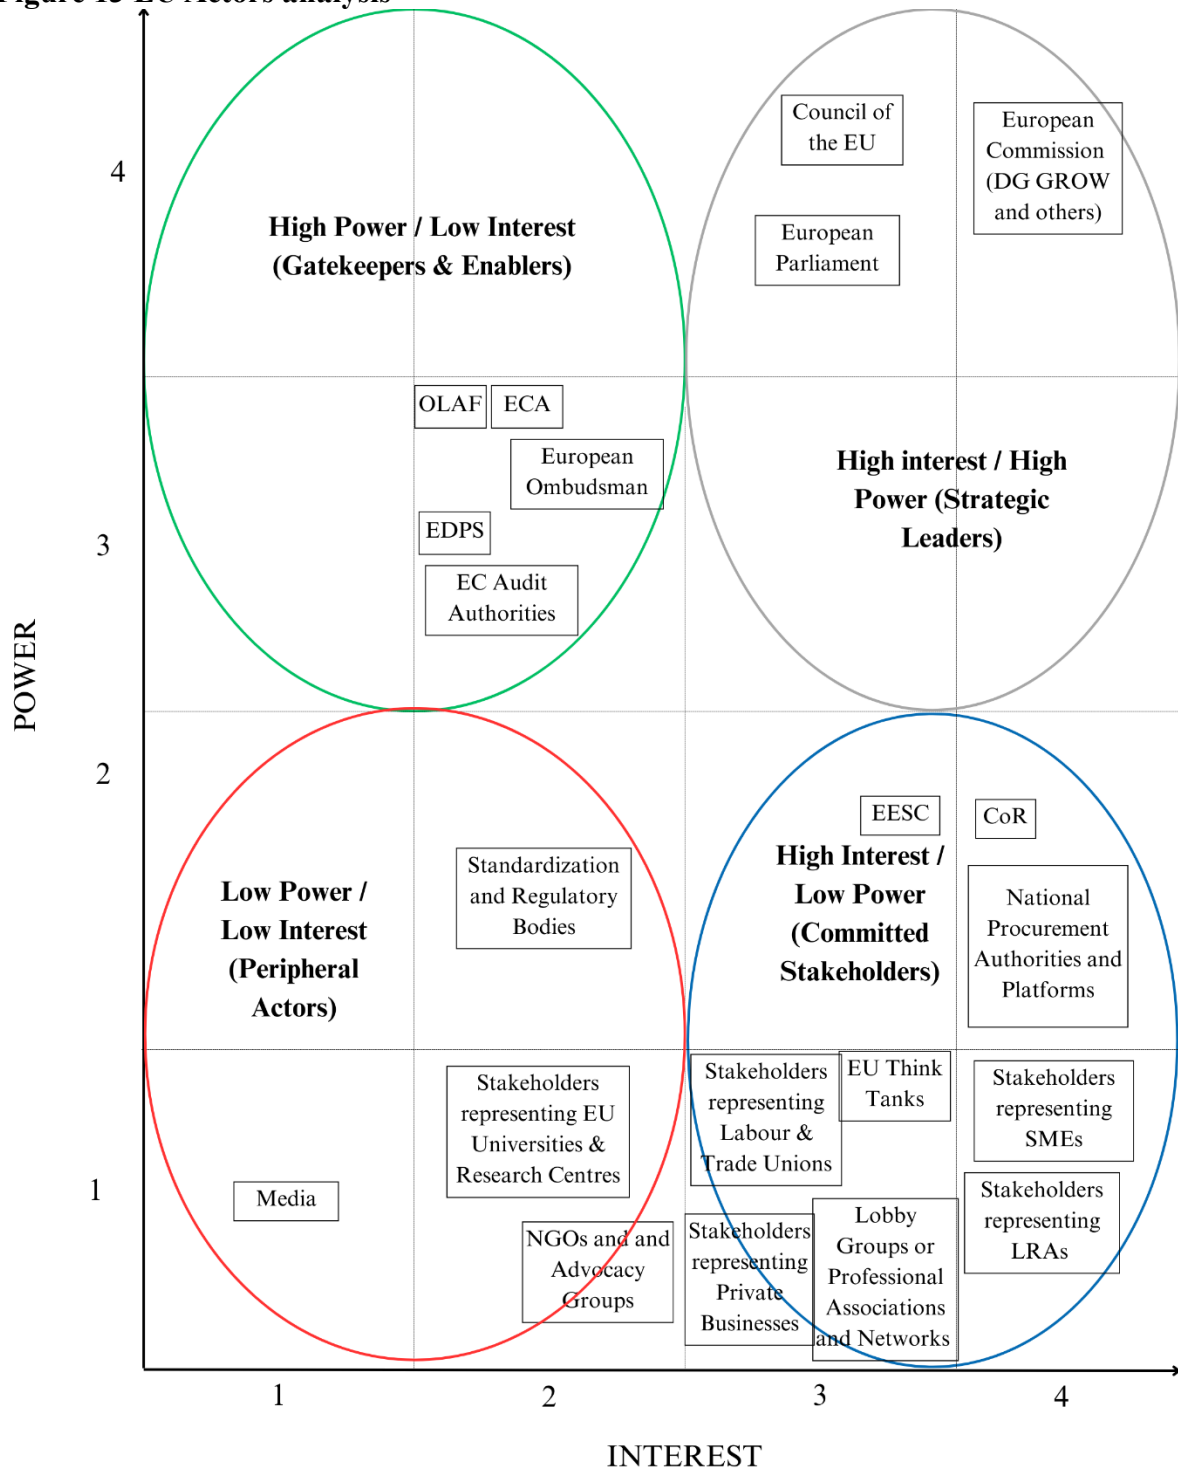 Figure 13 EU Actors analysis
4
High Power / Low Interest
(Gatekeepers & Enablers)
Council of
the EU
European
Commission
(DG GROW
and others)
European
Parliament
OLAF
ECA
European
Ombudsman
EDPS
EC Audit
Authorities
High interest / High
Power (Strategic
Leaders)
3
POWER
2
Low Power /
Low Interest
(Peripheral
Actors)
Standardization
and Regulatory
Bodies
EESC
CoR
High Interest /
Low Power
(Committed
Stakeholders)
National
Procurement
Authorities and
Platforms
1
Media
Stakeholders
representing EU
Universities &
Research Centres
NGOs and and
Advocacy
Groups
Stakeholders
representing
Labour &
Trade Unions
EU Think
Tanks
Stakeholders
representing
SMEs
Stakeholders
representing
Private
Businesses
Lobby
Groups or
Professional
Associations
and Networks
Stakeholders
representing
LRAs
1
2
3
4
INTEREST